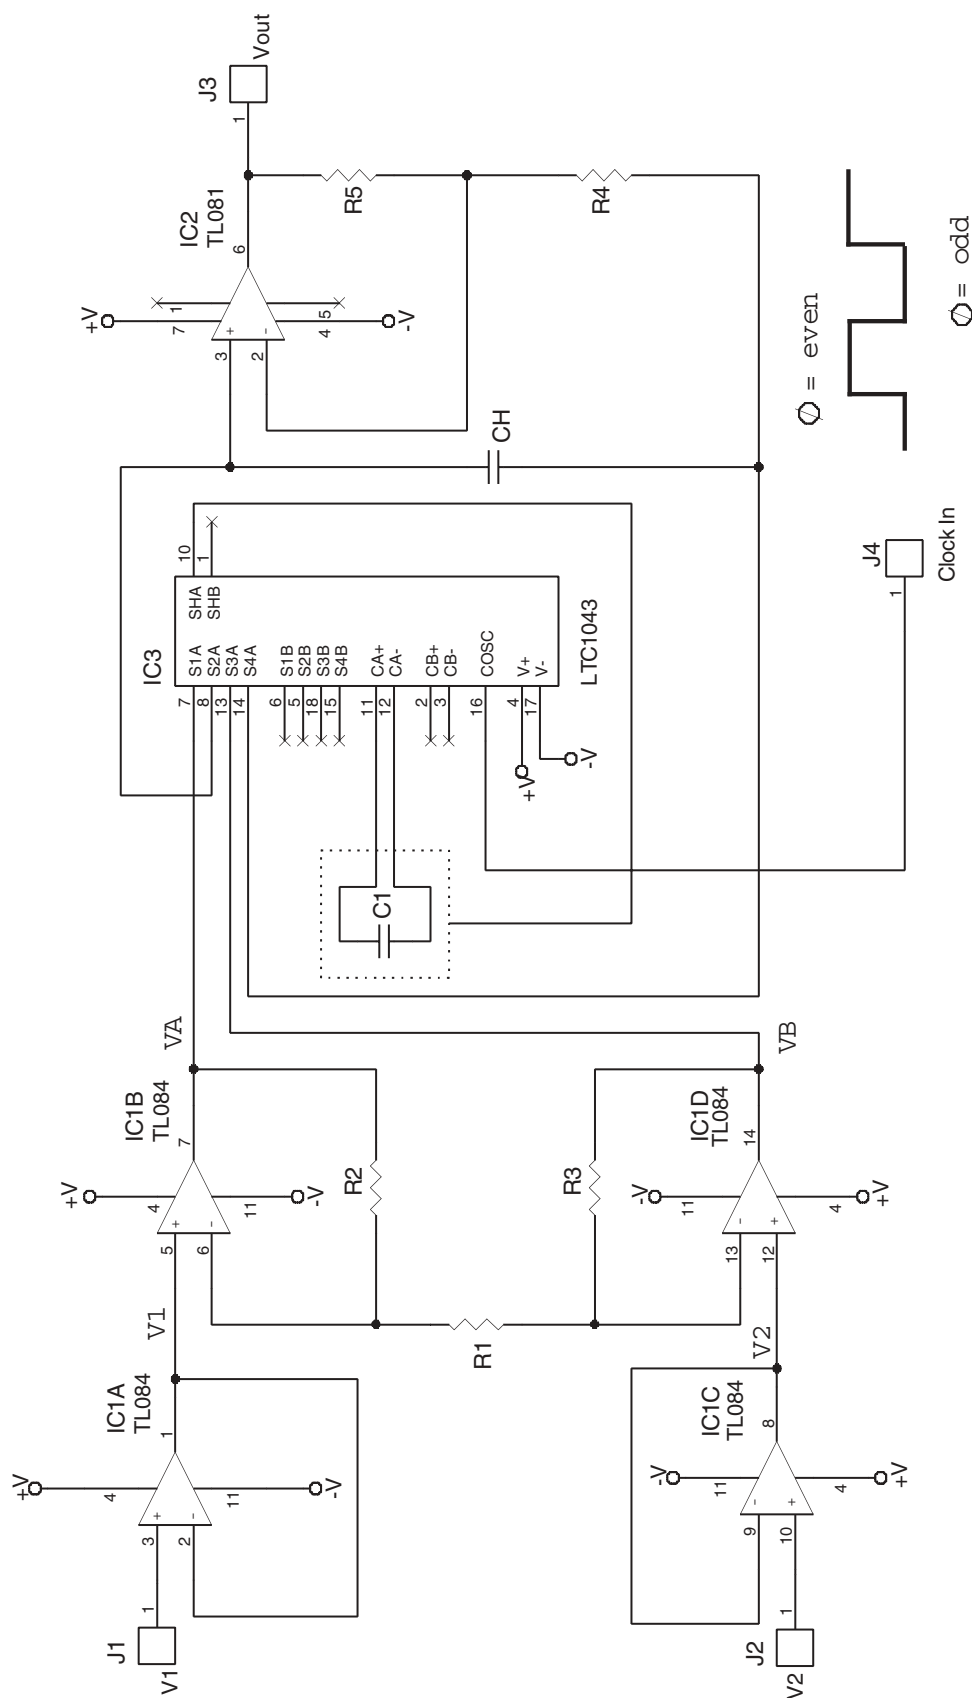 J1
V1
1
3
2
+
-
+V
4
11
-V
IC1A
TL084
1
V1
5
6
+
-
+V
4
11
-V
IC1B
TL084
7
VA
R2
R1
R3
J2
V2
1
9
10
-
+
-V
11
4
+V
IC1C
TL084
8
V2
13
12
-
+
-V
11
4
+V
IC1D
TL084
14
VB
C1
IC3
7
S1A
8
S2A
13
S3A
14
S4A
6
S1B
5
S2B
18
S3B
15
S4B
11
CA+
12
CA-
2
CB+
3
CB-
16
COSC
4
V+
17
V-
+V
-V
SHA
10
SHB
1
LTC1043
J4
1
Clock In
CH
3
2
+
-
+V
7
1
5
4
-V
IC2
TL081
6
R5
R4
1
J3
Vout
Ø = even
Ø = odd